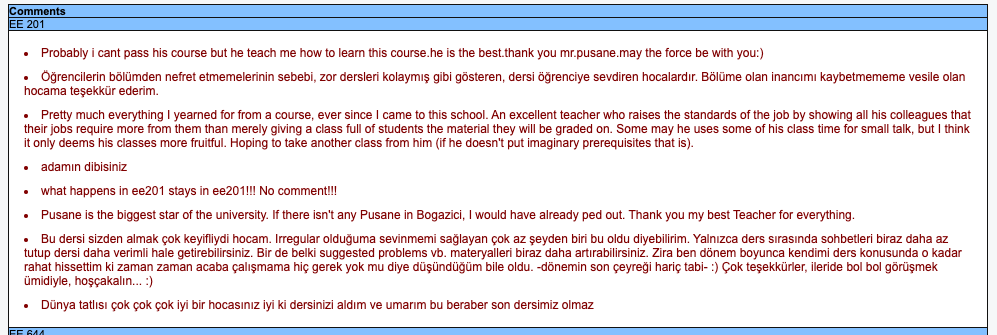 Comments
EE 201
Probably i cant pass his course but he teach me how to learn this course.he is the best.thank you mr.pusane.may the force be with you:)
Öğrencilerin bölümden nefret etmemelerinin sebebi, zor dersleri kolaymış gibi gösteren, dersi öğrenciye sevdiren hocalardır. Bölüme olan inancımı kaybetmememe vesile olan
hocama teşekkür ederim.
Pretty much everything I yearned for from a course, ever since I came to this school. An excellent teacher who raises the standards of the job by showing all his colleagues that
their jobs require more from them than merely giving a class full of students the material they will be graded on. Some may he uses some of his class time for small talk, but I think
it only deems his classes more fruitful. Hoping to take another class from him (if he doesn't put imaginary prerequisites that is).
adamın dibisiniz
what happens in ee201 stays in ee201!!! No comment!!!
Pusane is the biggest star of the university. If there isn't any Pusane in Bogazici, I would have already ped out. Thank you my best Teacher for everything.
Bu dersi sizden almak çok keyifliydi hocam. Irregular olduğuma sevinmemi sağlayan çok az şeyden biri bu oldu diyebilirim. Yalnızca ders sırasında sohbetleri biraz daha az
tutup dersi daha verimli hale getirebilirsiniz. Bir de belki suggested problems vb. materyalleri biraz daha artırabilirsiniz. Zira ben dönem boyunca kendimi ders konusunda o kadar
rahat hissettim ki zaman zaman acaba çalışmama hiç gerek yok mu diye düşündüğüm bile oldu. -dönemin son çeyreği hariç tabi- :) Çok teşekkürler, ileride bol bol görüşmek
ümidiyle, hoşçakalın... :)
Dünya tatlısı çok çok çok iyi bir hocasınız iyi ki dersinizi aldım ve umarım bu beraber son dersimiz olmaz
EE 644